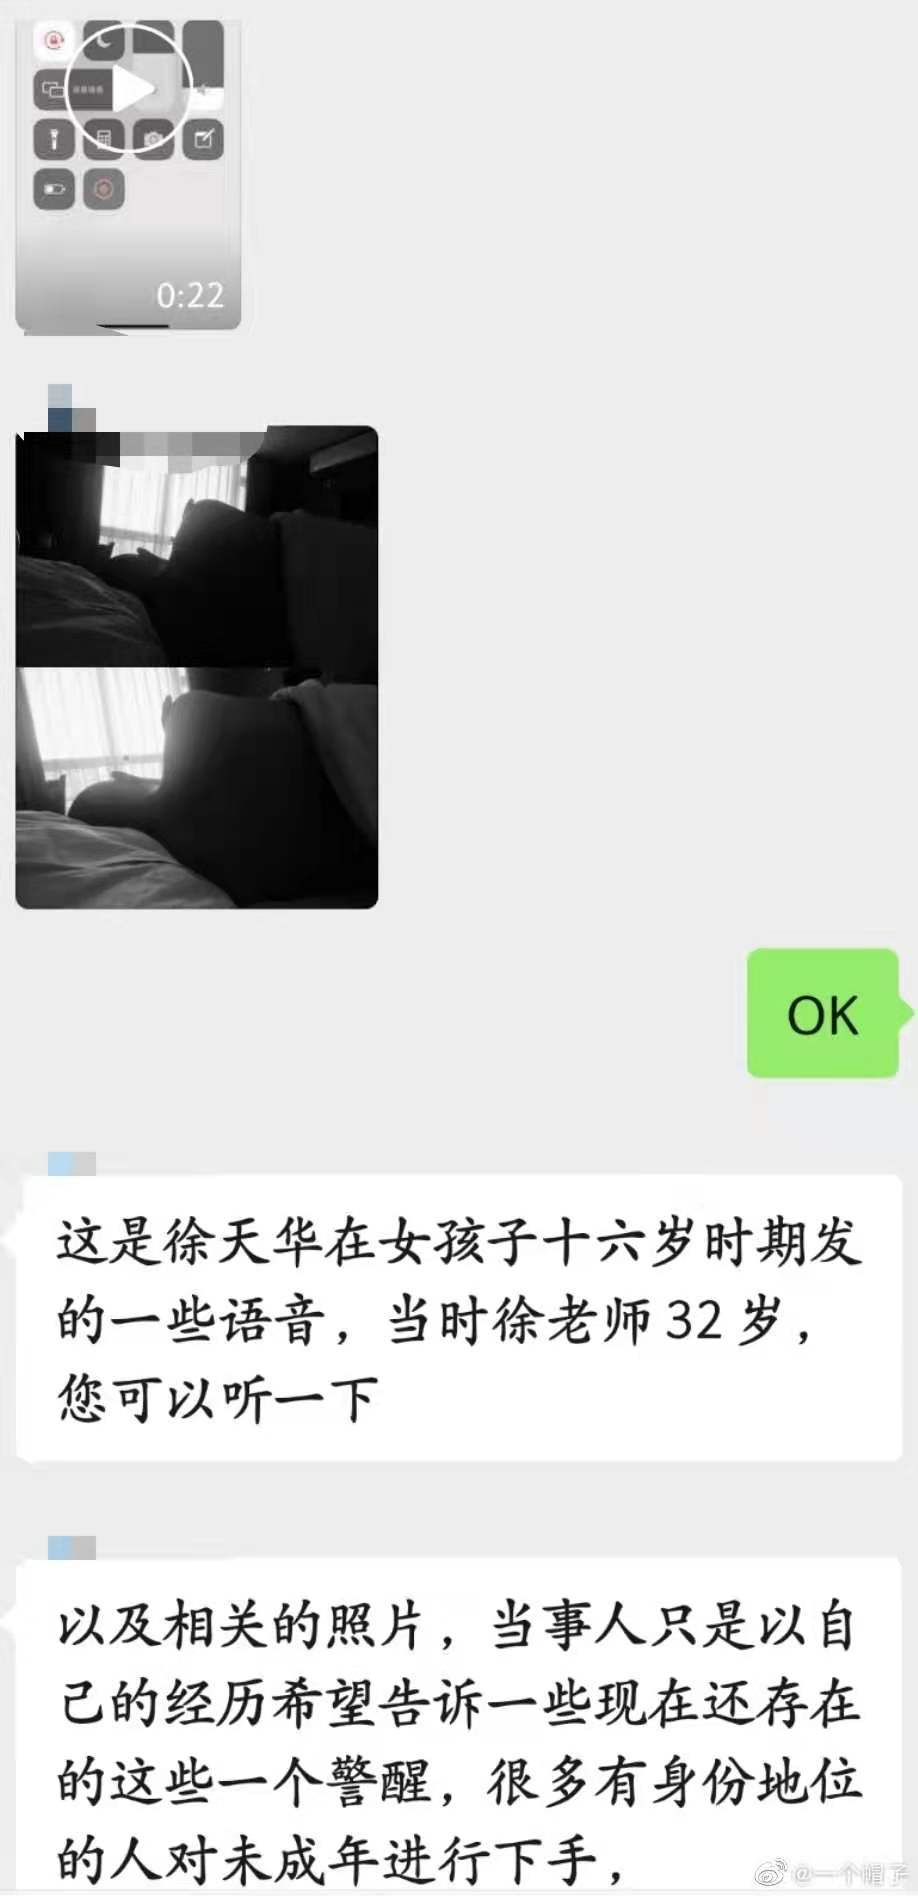 0:22
OK
这是徐天华在女孩子十六岁时期发
的一些语音，当时徐老师32岁，
您可以听一下
以及相关的照片，当事人只是以自
己的经历希望告诉一些现在还存在
的这些一个警醒，很多有身份地位
的人对未成年进行下手，
@一个帽子